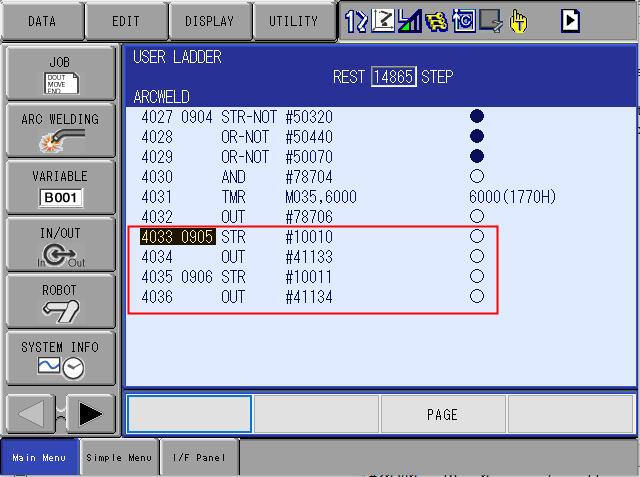 DATA EDIT DISPLAY UTILITY
JOB
DOUT
MOVE
END
ARC WELDING
VARIABLE
B001
IN/OUT
In Out
ROBOT
SYSTEM INFO
USER LADDER
REST 14865 STEP
ARCWELD
4027 0904 STR-NOT #50320
4028 OR-NOT #50440
4029 OR-NOT #50070
4030 AND #78704
4031 TMR M035,6000 6000(1770H)
4032 OUT #78706
4033 0905 STR #10010
4034 OUT #41133
4035 0906 STR #10011
4036 OUT #41134
PAGE
Main Menu Simple Menu I/F Panel